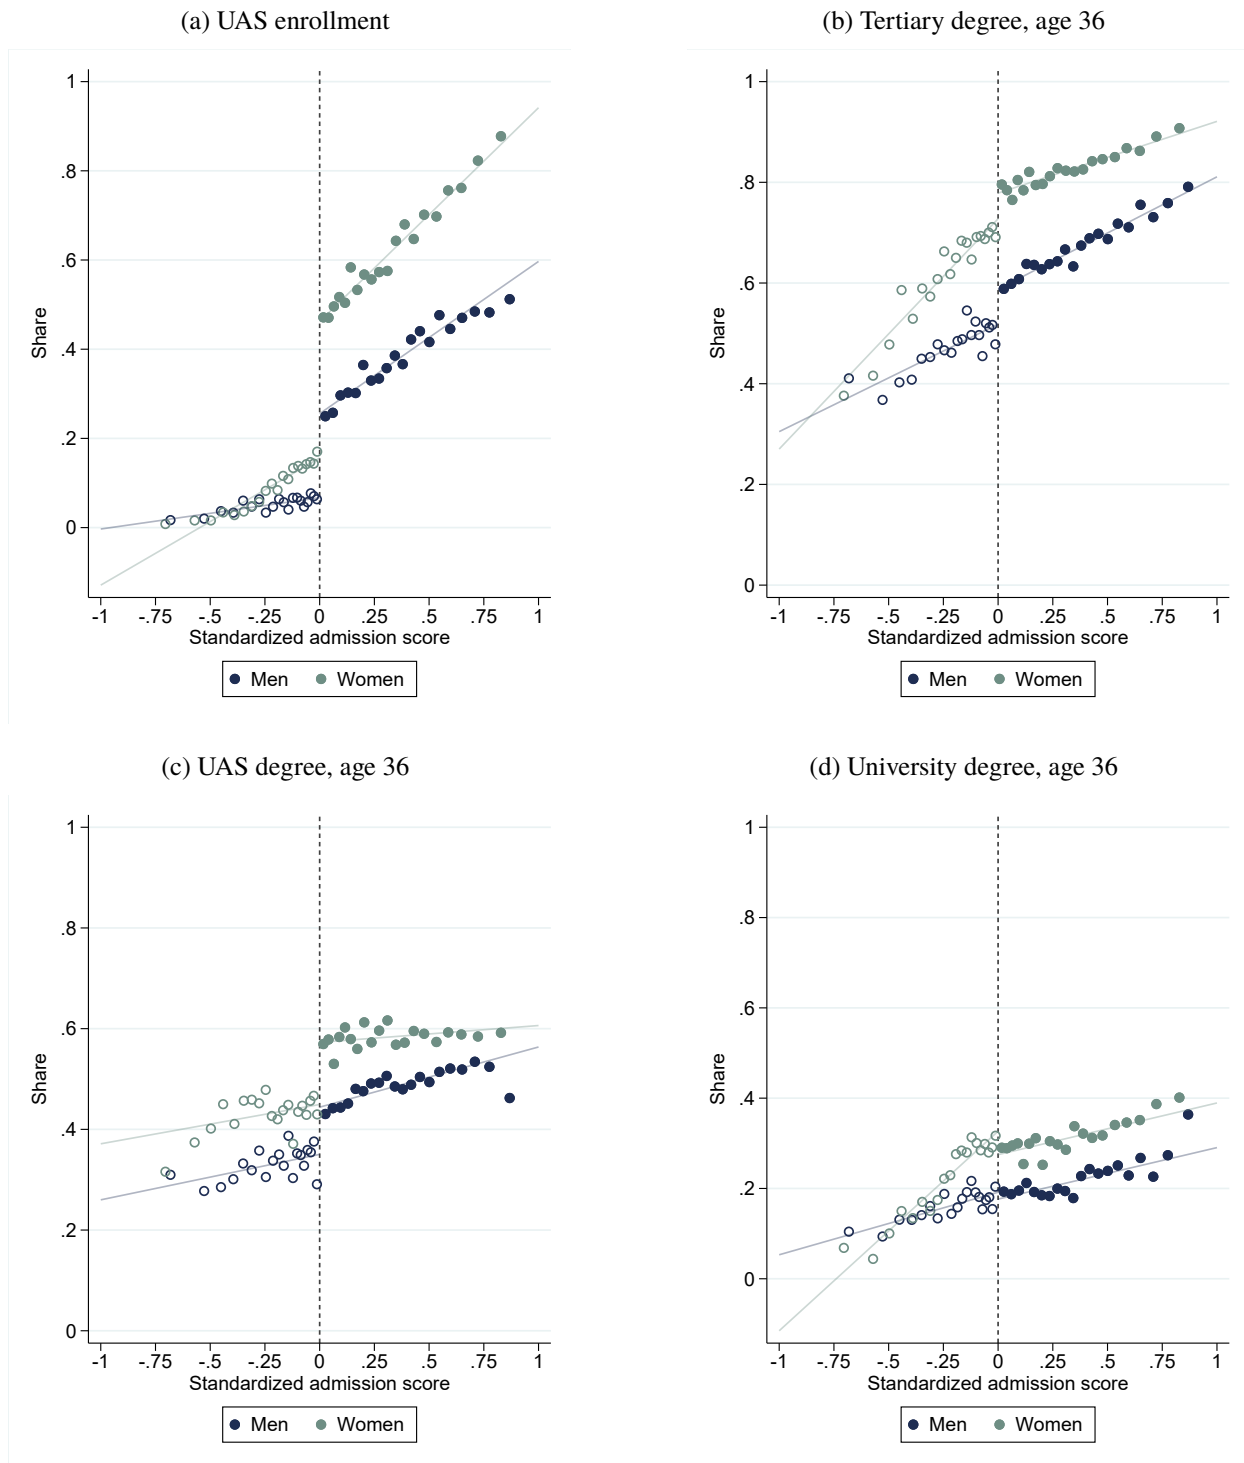 (a) UAS enrollment
Share
1
.8
.6
.4
.2
0
-1 -.75 -.5 -.25 0 .25 .5 .75 1
Standardized admission score
Men Women
(b) Tertiary degree, age 36
Share
1
.8
.6
.4
.2
0
-1 -.75 -.5 -.25 0 .25 .5 .75 1
Standardized admission score
Men Women
(c) UAS degree, age 36
Share
1
.8
.6
.4
.2
0
-1 -.75 -.5 -.25 0 .25 .5 .75 1
Standardized admission score
Men Women
(d) University degree, age 36
Share
1
.8
.6
.4
.2
0
-1 -.75 -.5 -.25 0 .25 .5 .75 1
Standardized admission score
Men Women